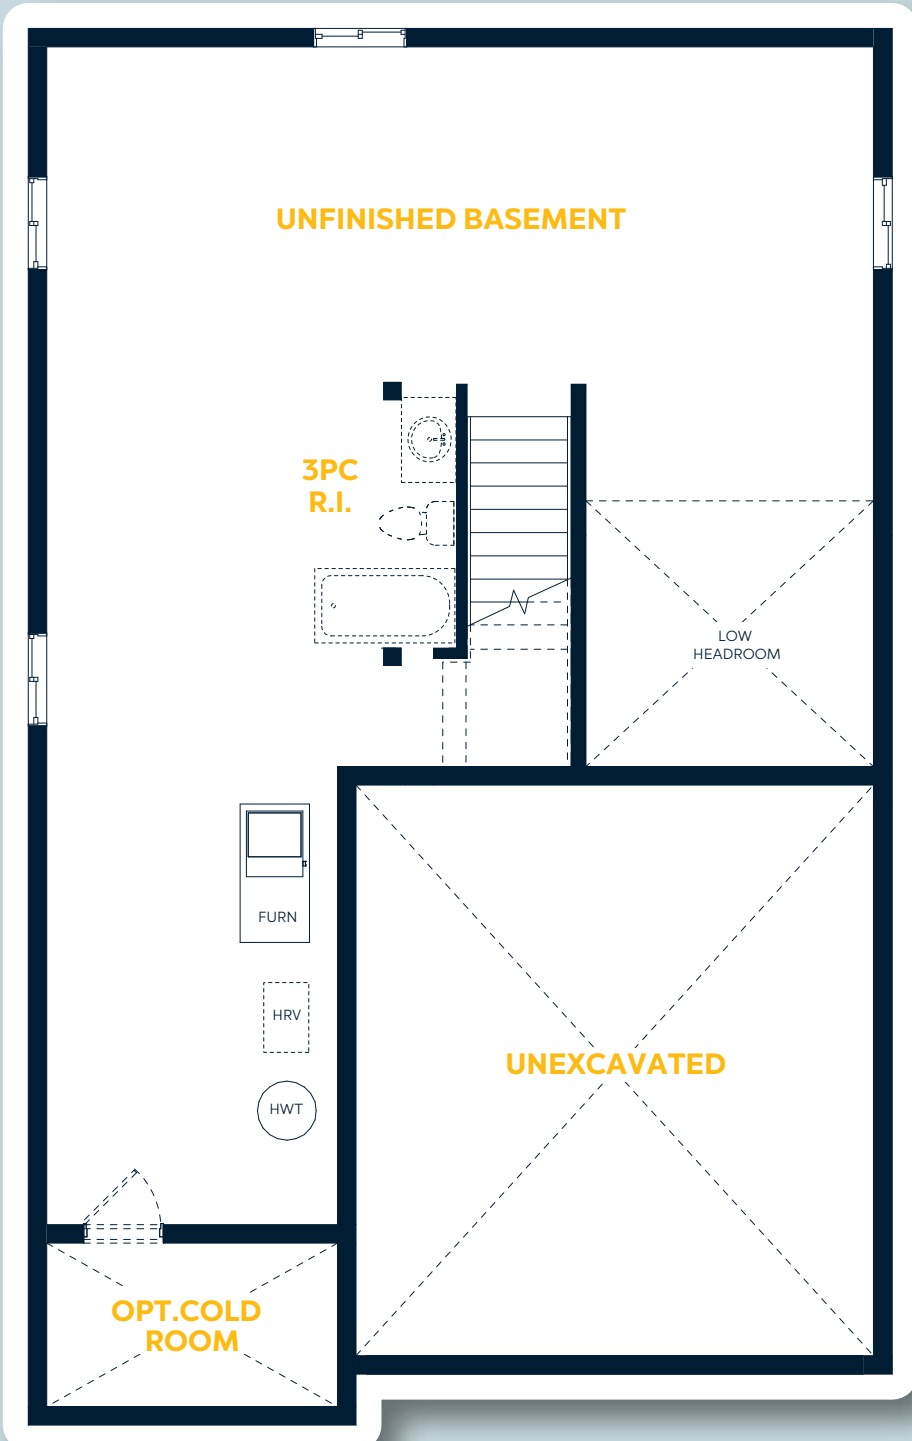 UNFINISHED BASEMENT
3PC
R.I.
LOW
HEADROOM
FURN
HRV
UNEXCAVATED
HWT
OPT.COLD
ROOM